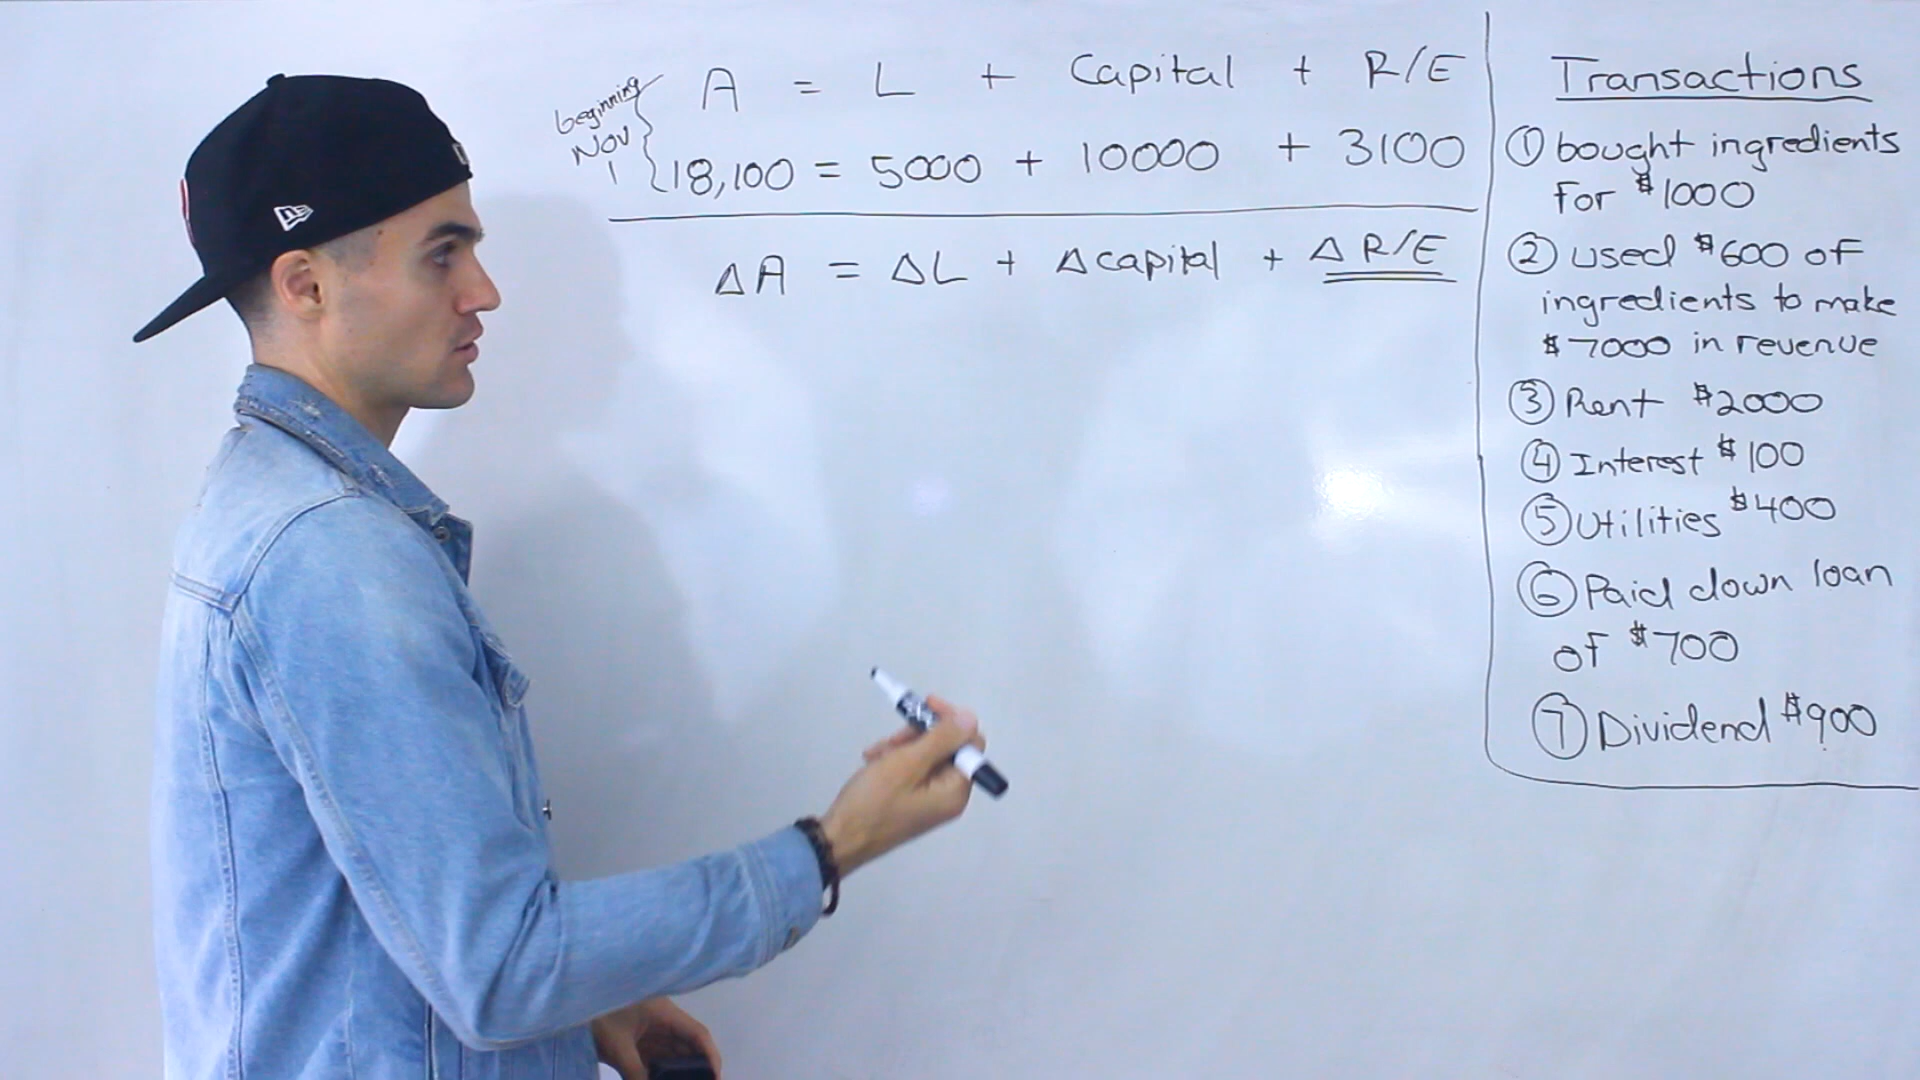 A = L + Capital + R/E
beginning
Nov
1
18,100 = 5000 + 10000 + 3100
ΔA = ΔL + Δcapital + ΔR/E
Transactions
① bought ingredients
for $1000
② used $600 of
ingredients to make
$7000 in revenue
③ Rent $2000
④ Interest $100
⑤ Utilities $400
⑥ Paid down loan
of $700
⑦ Dividend $900